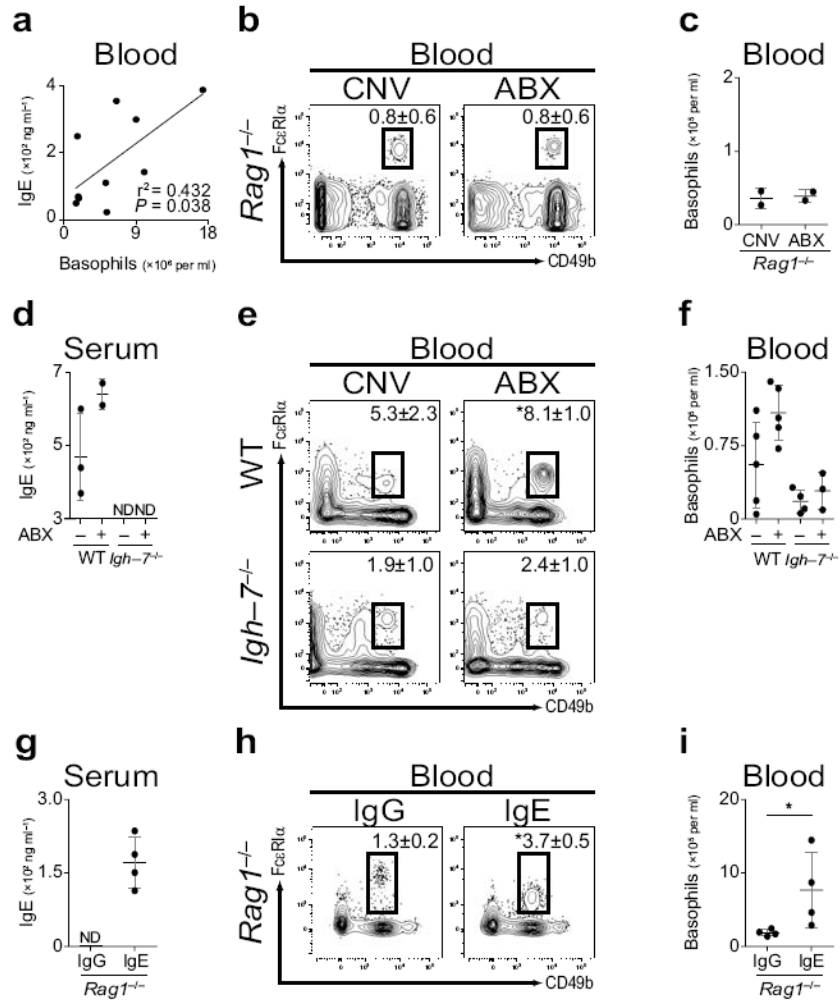 a
Blood
4
2
0
1
9
18
IgE (×10² ng ml⁻¹)
r² = 0.432
P = 0.038
Basophils (×10⁶ per ml)
b
Blood
CNV
ABX
Rag1⁻/⁻
FcεRIα
0.8±0.6
0.8±0.6
CD49b
c
2
1
0
Basophils (×10⁵ per ml)
CNV ABX
Rag1⁻/⁻
d
Serum
7
5
3
IgE (×10² ng ml⁻¹)
NDND
ABX – + – +
WT Igh–7⁻/⁻
e
Blood
CNV
ABX
WT
FcεRIα
5.3±2.3
*8.1±1.0
Igh–7⁻/⁻
1.9±1.0
2.4±1.0
CD49b
f
Blood
1.50
0.75
0
Basophils (×10⁵ per ml)
ABX – + – +
WT Igh–7⁻/⁻
g
Serum
3.0
1.5
0
IgE (×10² ng ml⁻¹)
ND
IgG IgE
Rag1⁻/⁻
h
Blood
IgG
IgE
Rag1⁻/⁻
FcεRIα
1.3±0.2
*3.7±0.5
CD49b
i
Blood
20
10
0
Basophils (×10⁵ per ml)
*
IgG IgE
Rag1⁻/⁻